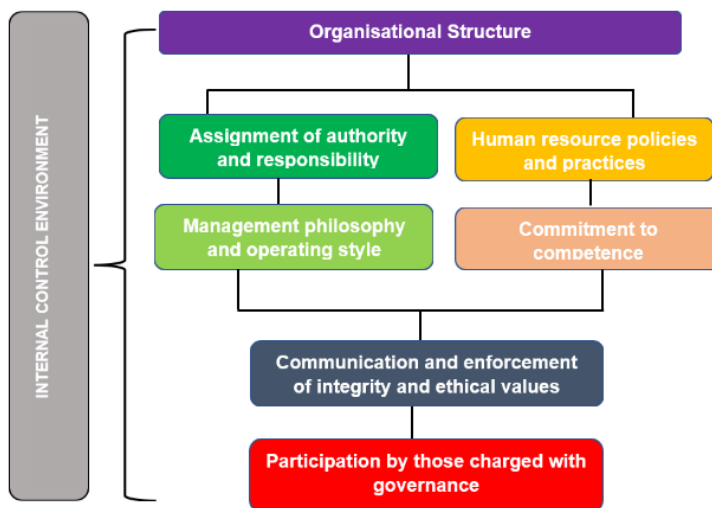 INTERNAL CONTROL ENVIRONMENT
Organisational Structure
Assignment of authority
and responsibility
Human resource policies
and practices
Management philosophy
and operating style
Commitment to
competence
Communication and enforcement
of integrity and ethical values
Participation by those charged with
governance